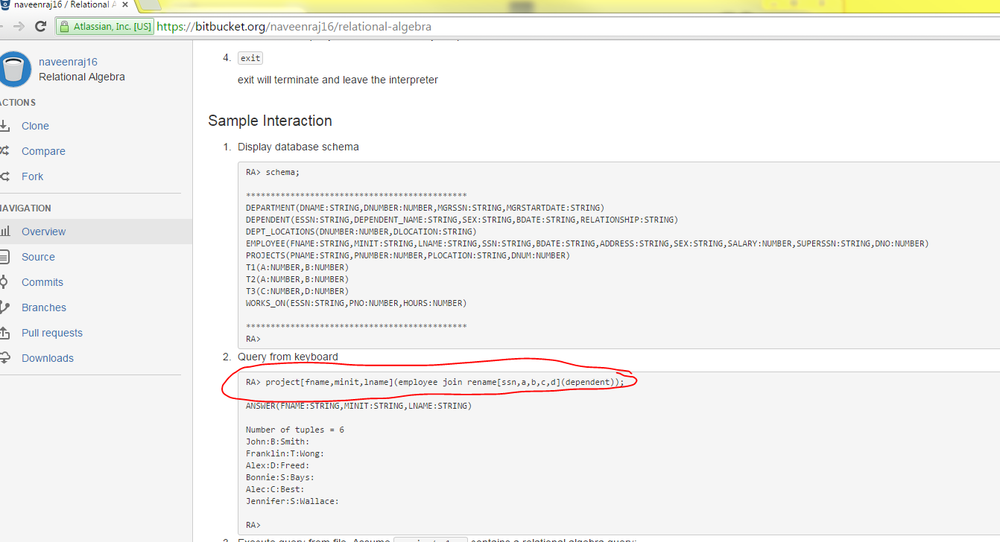 naveenraj16 / Relational A
Atlassian, Inc. [US] https://bitbucket.org/naveenraj16/relational-algebra
naveenraj16
Relational Algebra
ACTIONS
Clone
Compare
Fork
NAVIGATION
Overview
Source
Commits
Branches
Pull requests
Downloads
4. exit
exit will terminate and leave the interpreter
Sample Interaction
1. Display database schema
RA> schema;
*********************************************
DEPARTMENT(DNAME:STRING,DNUMBER:NUMBER,MGRSSN:STRING,MGRSTARTDATE:STRING)
DEPENDENT(ESSN:STRING,DEPENDENT_NAME:STRING,SEX:STRING,BDATE:STRING,RELATIONSHIP:STRING)
DEPT_LOCATIONS(DNUMBER:NUMBER,DLOCATION:STRING)
EMPLOYEE(FNAME:STRING,MINIT:STRING,LNAME:STRING,SSN:STRING,BDATE:STRING,ADDRESS:STRING,SEX:STRING,SALARY:NUMBER,SUPERSSN:STRING,DNO:NUMBER)
PROJECTS(PNAME:STRING,PNUMBER:NUMBER,PLOCATION:STRING,DNUM:NUMBER)
T1(A:NUMBER,B:NUMBER)
T2(A:NUMBER,B:NUMBER)
T3(C:NUMBER,D:NUMBER)
WORKS_ON(ESSN:STRING,PNO:NUMBER,HOURS:NUMBER)
*********************************************
RA>
2. Query from keyboard
RA> project[fname,minit,lname](employee join rename[ssn,a,b,c,d](dependent));
ANSWER(FNAME:STRING,MINIT:STRING,LNAME:STRING)
Number of tuples = 6
John:B:Smith:
Franklin:T:Wong:
Alex:D:Freed:
Bonnie:S:Bays:
Alec:C:Best:
Jennifer:S:Wallace:
RA>
3. Execute query from file. Assume contains a relational algebra query: